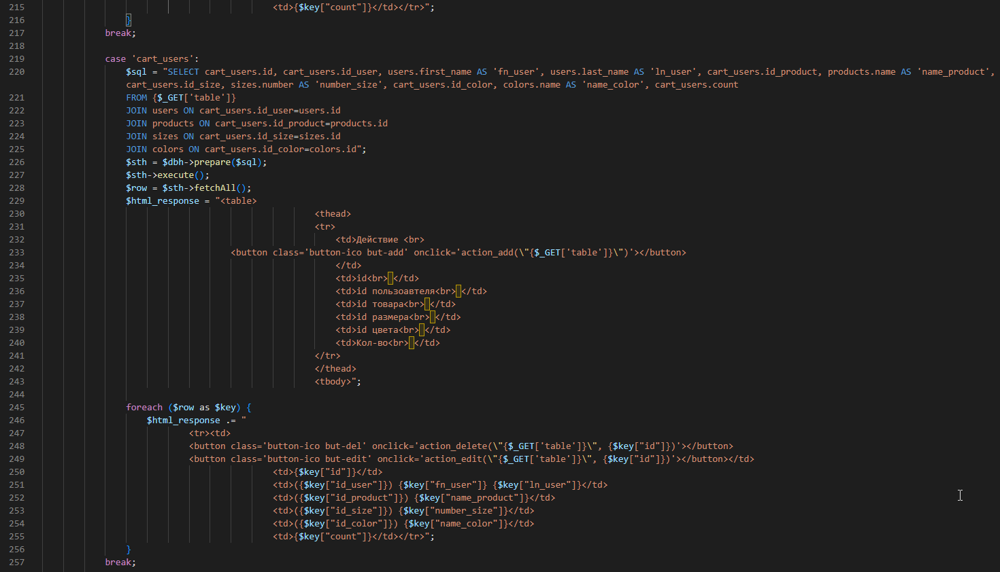 215 <td>{$key["count"]}</td></tr>";
216 }
217 break;
218
219 case 'cart_users':
220 $sql = "SELECT cart_users.id, cart_users.id_user, users.first_name AS 'fn_user', users.last_name AS 'ln_user', cart_users.id_product, products.name AS 'name_product',
cart_users.id_size, sizes.number AS 'number_size', cart_users.id_color, colors.name AS 'name_color', cart_users.count
221 FROM {$_GET['table']}
222 JOIN users ON cart_users.id_user=users.id
223 JOIN products ON cart_users.id_product=products.id
224 JOIN sizes ON cart_users.id_size=sizes.id
225 JOIN colors ON cart_users.id_color=colors.id";
226 $sth = $dbh->prepare($sql);
227 $sth->execute();
228 $row = $sth->fetchAll();
229 $html_response = "<table>
230 <thead>
231 <tr>
232 <td>Действие <br>
233 <button class='button-ico but-add' onclick='action_add(\"{$_GET['table']}\")'></button>
234 </td>
235 <td>id<br> </td>
236 <td>id пользоавтеля<br> </td>
237 <td>id товара<br> </td>
238 <td>id размера<br> </td>
239 <td>id цвета<br> </td>
240 <td>Кол-во<br> </td>
241 </tr>
242 </thead>
243 <tbody>";
244
245 foreach ($row as $key) {
246 $html_response .= "
247 <tr><td>
248 <button class='button-ico but-del' onclick='action_delete(\"{$_GET['table']}\", {$key["id"]})'></button>
249 <button class='button-ico but-edit' onclick='action_edit(\"{$_GET['table']}\", {$key["id"]})'></button></td>
250 <td>{$key["id"]}</td>
251 <td>({$key["id_user"]}) {$key["fn_user"]} {$key["ln_user"]}</td>
252 <td>({$key["id_product"]}) {$key["name_product"]}</td>
253 <td>({$key["id_size"]}) {$key["number_size"]}</td>
254 <td>({$key["id_color"]}) {$key["name_color"]}</td>
255 <td>{$key["count"]}</td></tr>";
256 }
257 break;